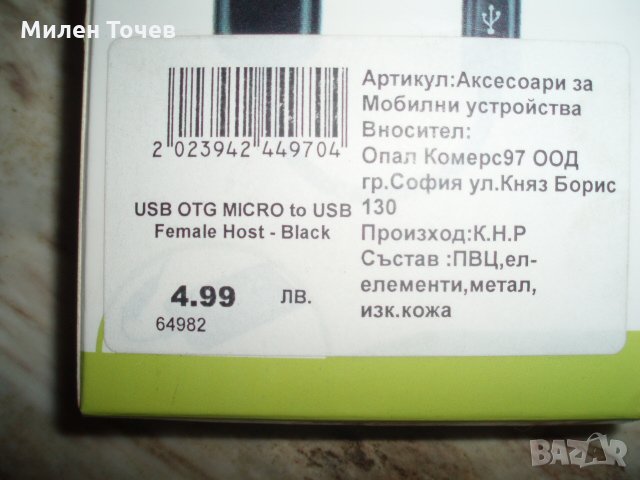 Милен Точев
2 023942 449704
USB OTG MICRO to USB
Female Host - Black
4.99 ЛВ.
64982
Артикул:Аксесоари за
Мобилни устройства
Вносител:
Опал Комерс97 ООД
гр.София ул.Княз Борис
130
Произход:К.Н.Р
Състав :ПВЦ,ел-
елементи,метал,
изк.кожа
BAZAR